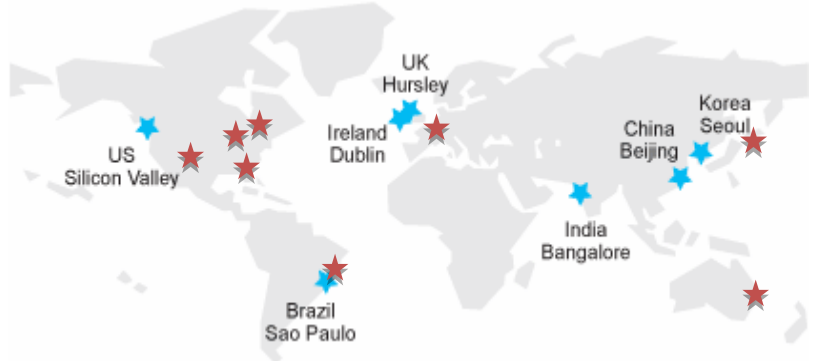 UK
Hursley
Korea
Seoul
China
Beijing
Ireland
Dublin
US
Silicon Valley
India
Bangalore
Brazil
Sao Paulo